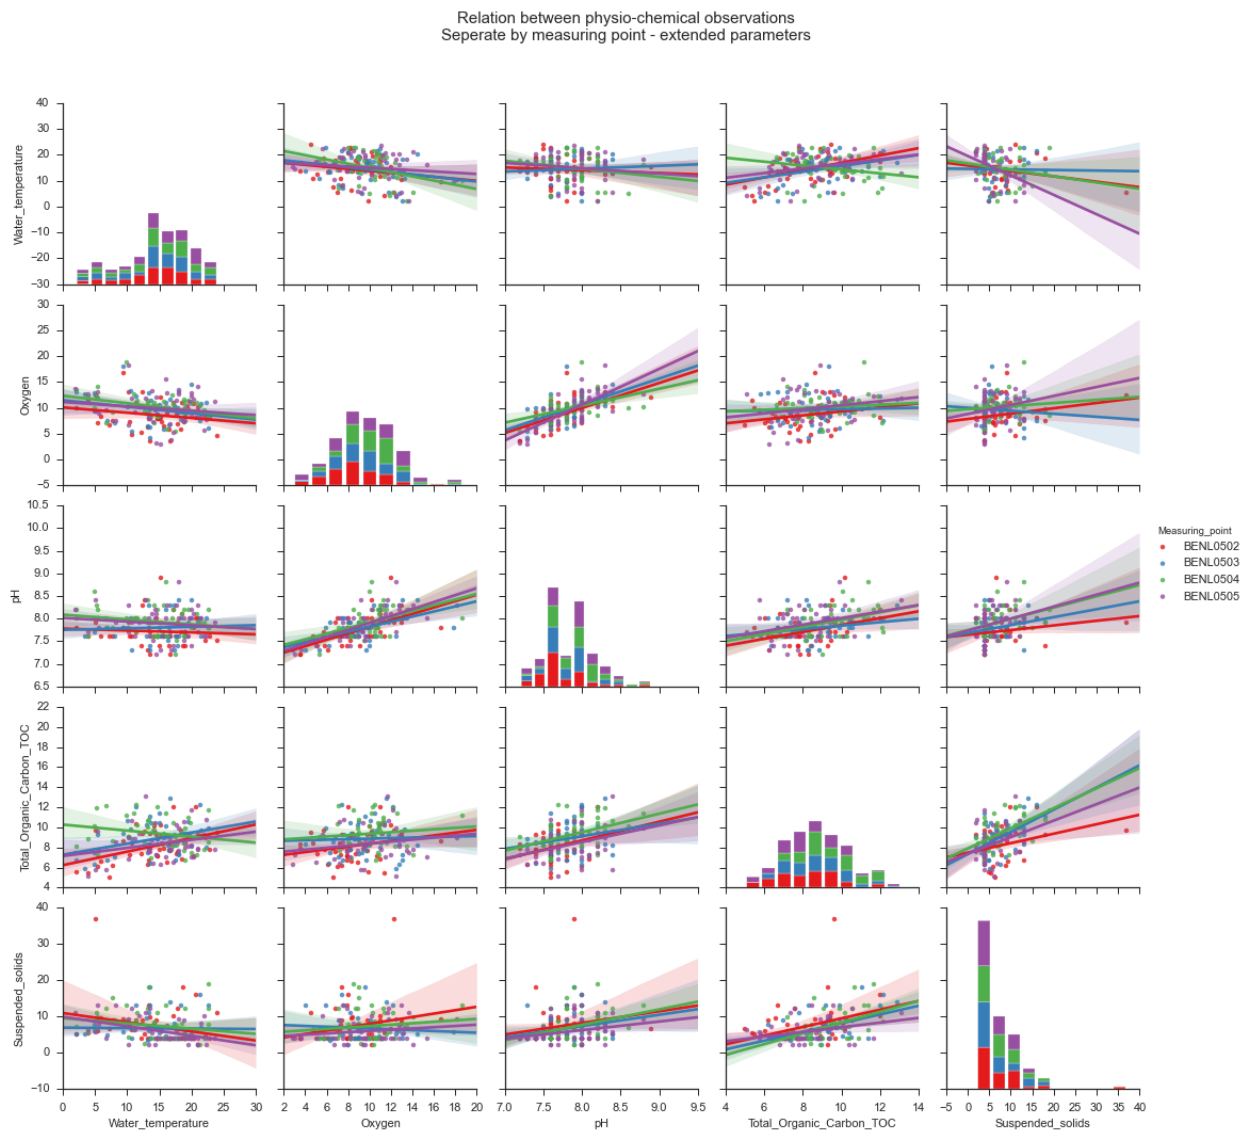 Relation between physio-chemical observations
Seperate by measuring point - extended parameters
40
30
20
10
0
−10
−20
−30
Water_temperature
30
25
20
15
10
5
0
−5
Oxygen
10.5
10.0
9.5
9.0
8.5
8.0
7.5
7.0
6.5
pH
Measuring_point
BENL0502
BENL0503
BENL0504
BENL0505
22
20
18
16
14
12
10
8
6
4
Total_Organic_Carbon_TOC
40
30
20
10
0
−10
Suspended_solids
0 5 10 15 20 25 30
2 4 6 8 10 12 14 16 18 20
7.0 7.5 8.0 8.5 9.0 9.5
4 6 8 10 12 14
−5 0 5 10 15 20 25 30 35 40
Water_temperature
Oxygen
pH
Total_Organic_Carbon_TOC
Suspended_solids